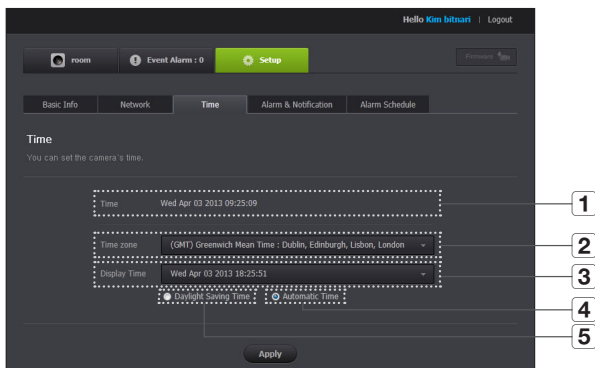 Hello Kim bitnari | Logout
room
Event Alarm : 0
Setup
Firmware
Basic Info
Network
Time
Alarm & Notification
Alarm Schedule
Time
You can set the camera's time.
Time Wed Apr 03 2013 09:25:09
1
Time zone (GMT) Greenwich Mean Time : Dublin, Edinburgh, Lisbon, London
2
Display Time Wed Apr 03 2013 18:25:51
3
Daylight Saving Time Automatic Time
4
5
Apply